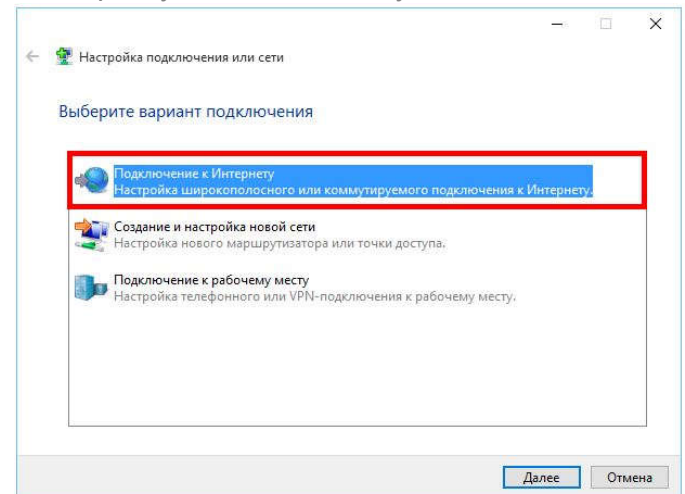 Настройка подключения или сети
Выберите вариант подключения
Подключение к Интернету
Настройка широкополосного или коммутируемого подключения к Интернету.
Создание и настройка новой сети
Настройка нового маршрутизатора или точки доступа.
Подключение к рабочему месту
Настройка телефонного или VPN-подключения к рабочему месту.
Далее
Отмена